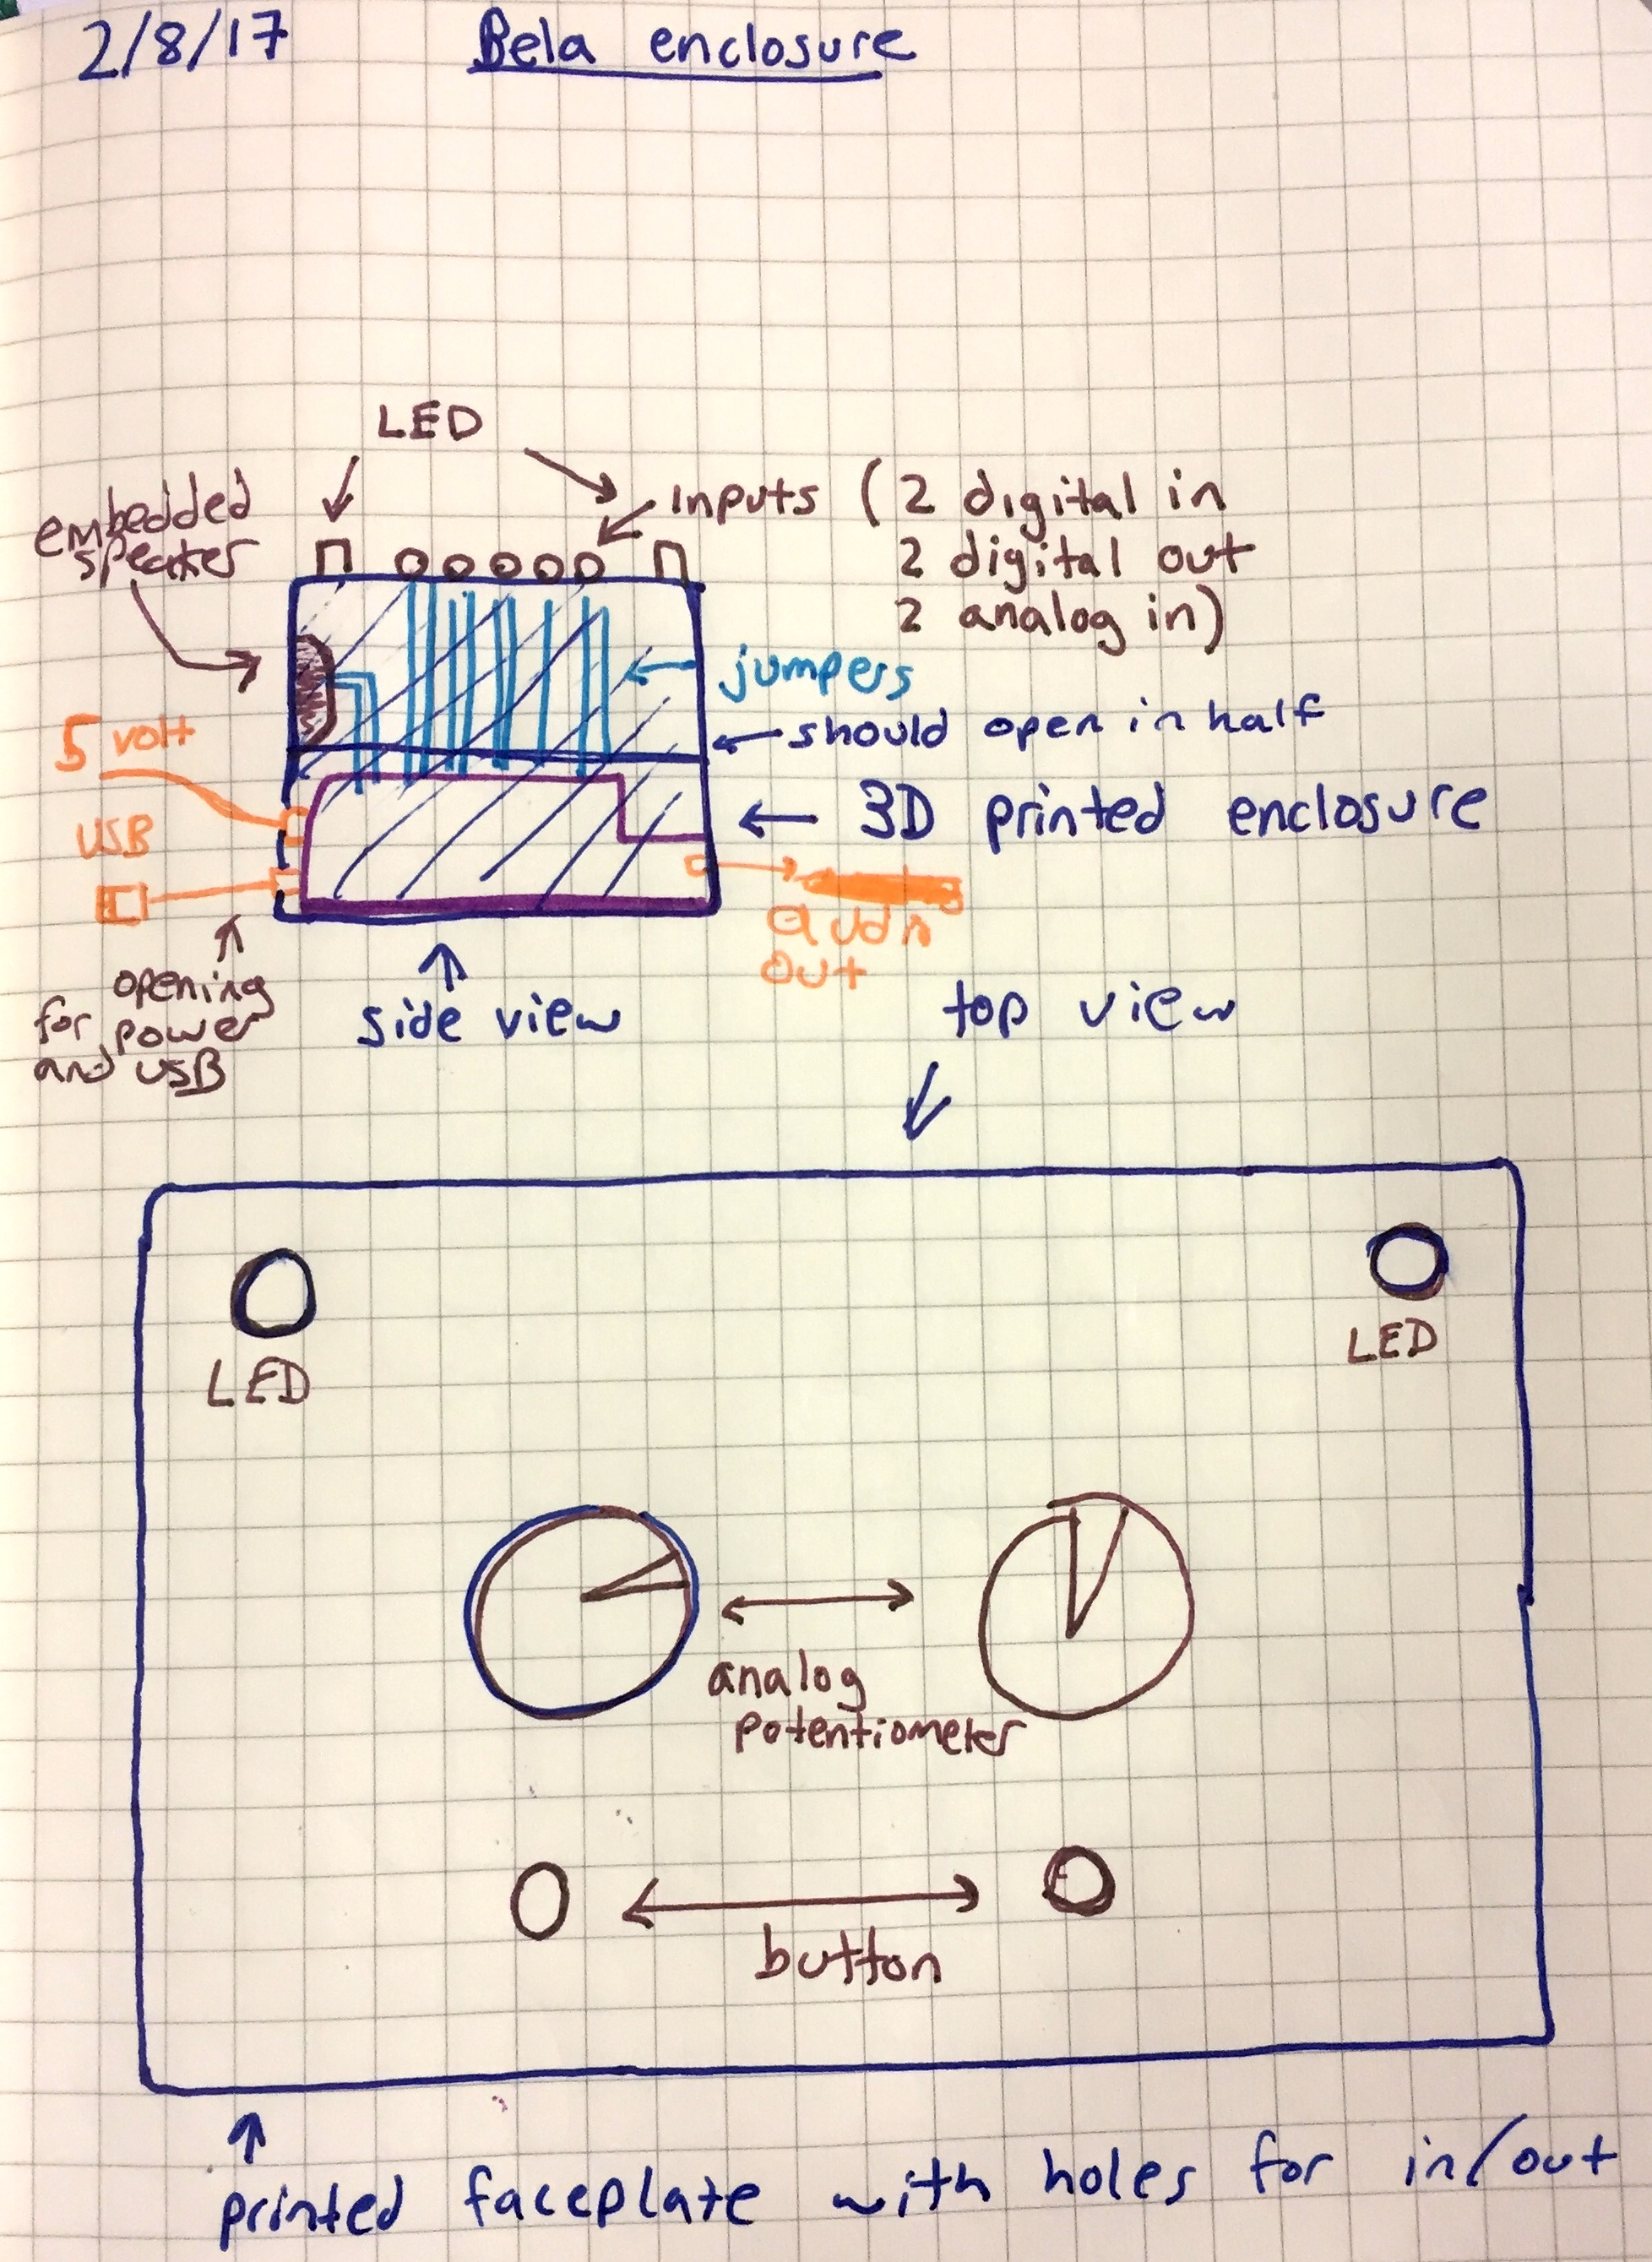 2/8/17 Bela enclosure
LED
embedded
speaker
Inputs (2 digital in
2 digital out
2 analog in)
jumpers
should open in half
5 volt
3D printed enclosure
USB
audio
out
opening
for power
and USB
side view
top view
LED
LED
analog
potentiometer
button
printed faceplate with holes for in/out